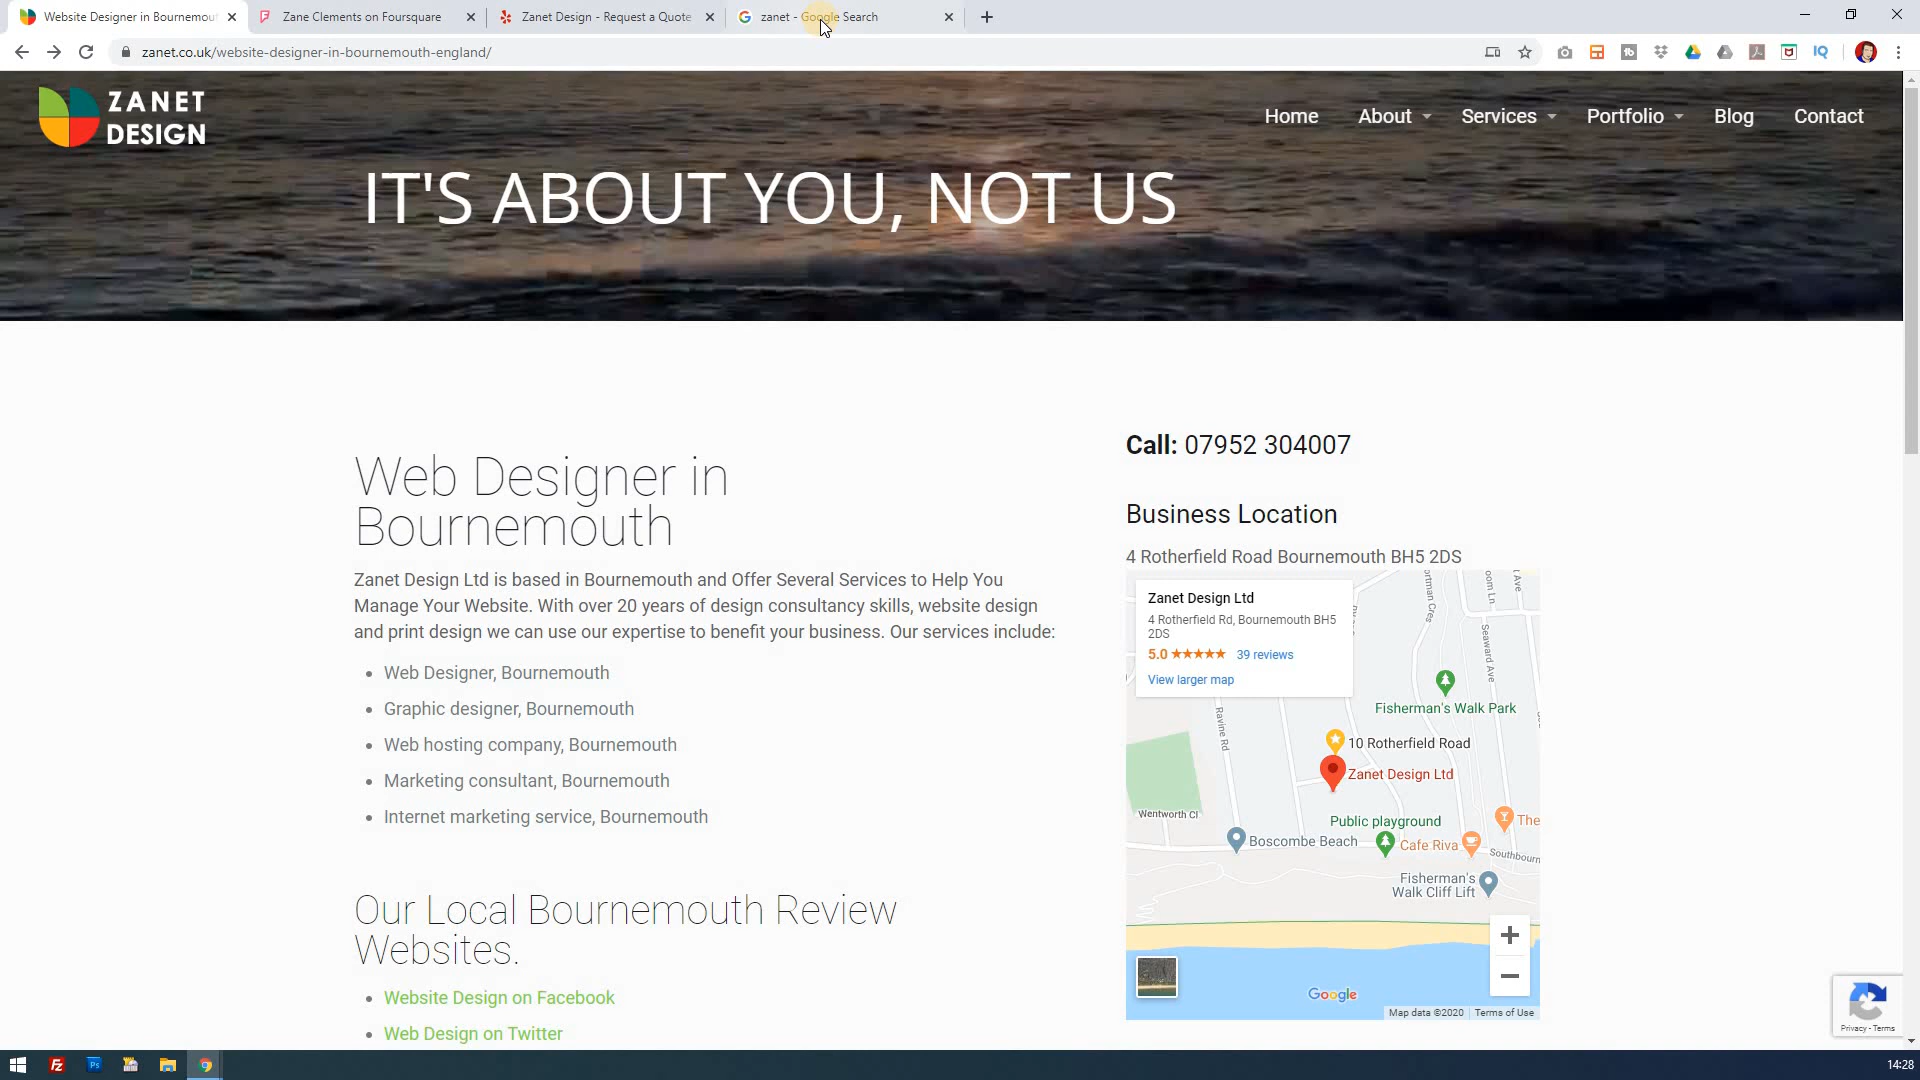 Website Designer in Bournemout
Zane Clements on Foursquare
Zanet Design - Request a Quote
zanet - Google Search
zanet.co.uk/website-designer-in-bournemouth-england/
ZANET
DESIGN
Home
About
Services
Portfolio
Blog
Contact
IT'S ABOUT YOU, NOT US
Web Designer in
Bournemouth
Zanet Design Ltd is based in Bournemouth and Offer Several Services to Help You
Manage Your Website. With over 20 years of design consultancy skills, website design
and print design we can use our expertise to benefit your business. Our services include:
Web Designer, Bournemouth
Graphic designer, Bournemouth
Web hosting company, Bournemouth
Marketing consultant, Bournemouth
Internet marketing service, Bournemouth
Our Local Bournemouth Review
Websites.
Website Design on Facebook
Web Design on Twitter
Call: 07952 304007
Business Location
4 Rotherfield Road Bournemouth BH5 2DS
Zanet Design Ltd
4 Rotherfield Rd, Bournemouth BH5
2DS
5.0 ★★★★★ 39 reviews
View larger map
Seaward Ave
Ravine Rd
Fisherman's Walk Park
10 Rotherfield Road
Zanet Design Ltd
Wentworth Cl
Public playground
The
Boscombe Beach
Cafe Riva
Southbourn
Fisherman's
Walk Cliff Lift
Google
Map data ©2020
Terms of Use
Privacy - Terms
14:28